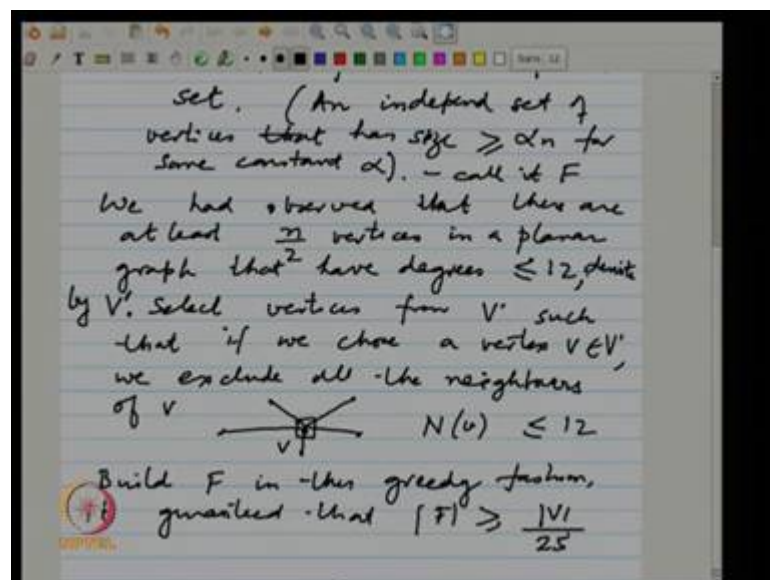 set. (An independ set of
vertices that has size ≥ αn for
some constant α). - call it F
We had observed that there are
at least n/2 vertices in a planar
graph that have degrees ≤ 12, denote
by V'. Select vertices from V' such
that if we chose a vertex v ∈ V',
we exclude all the neighbours
of v
v
N(v) ≤ 12
Build F in this greedy fashion,
guaranteed that |F| ≥ |V|/25